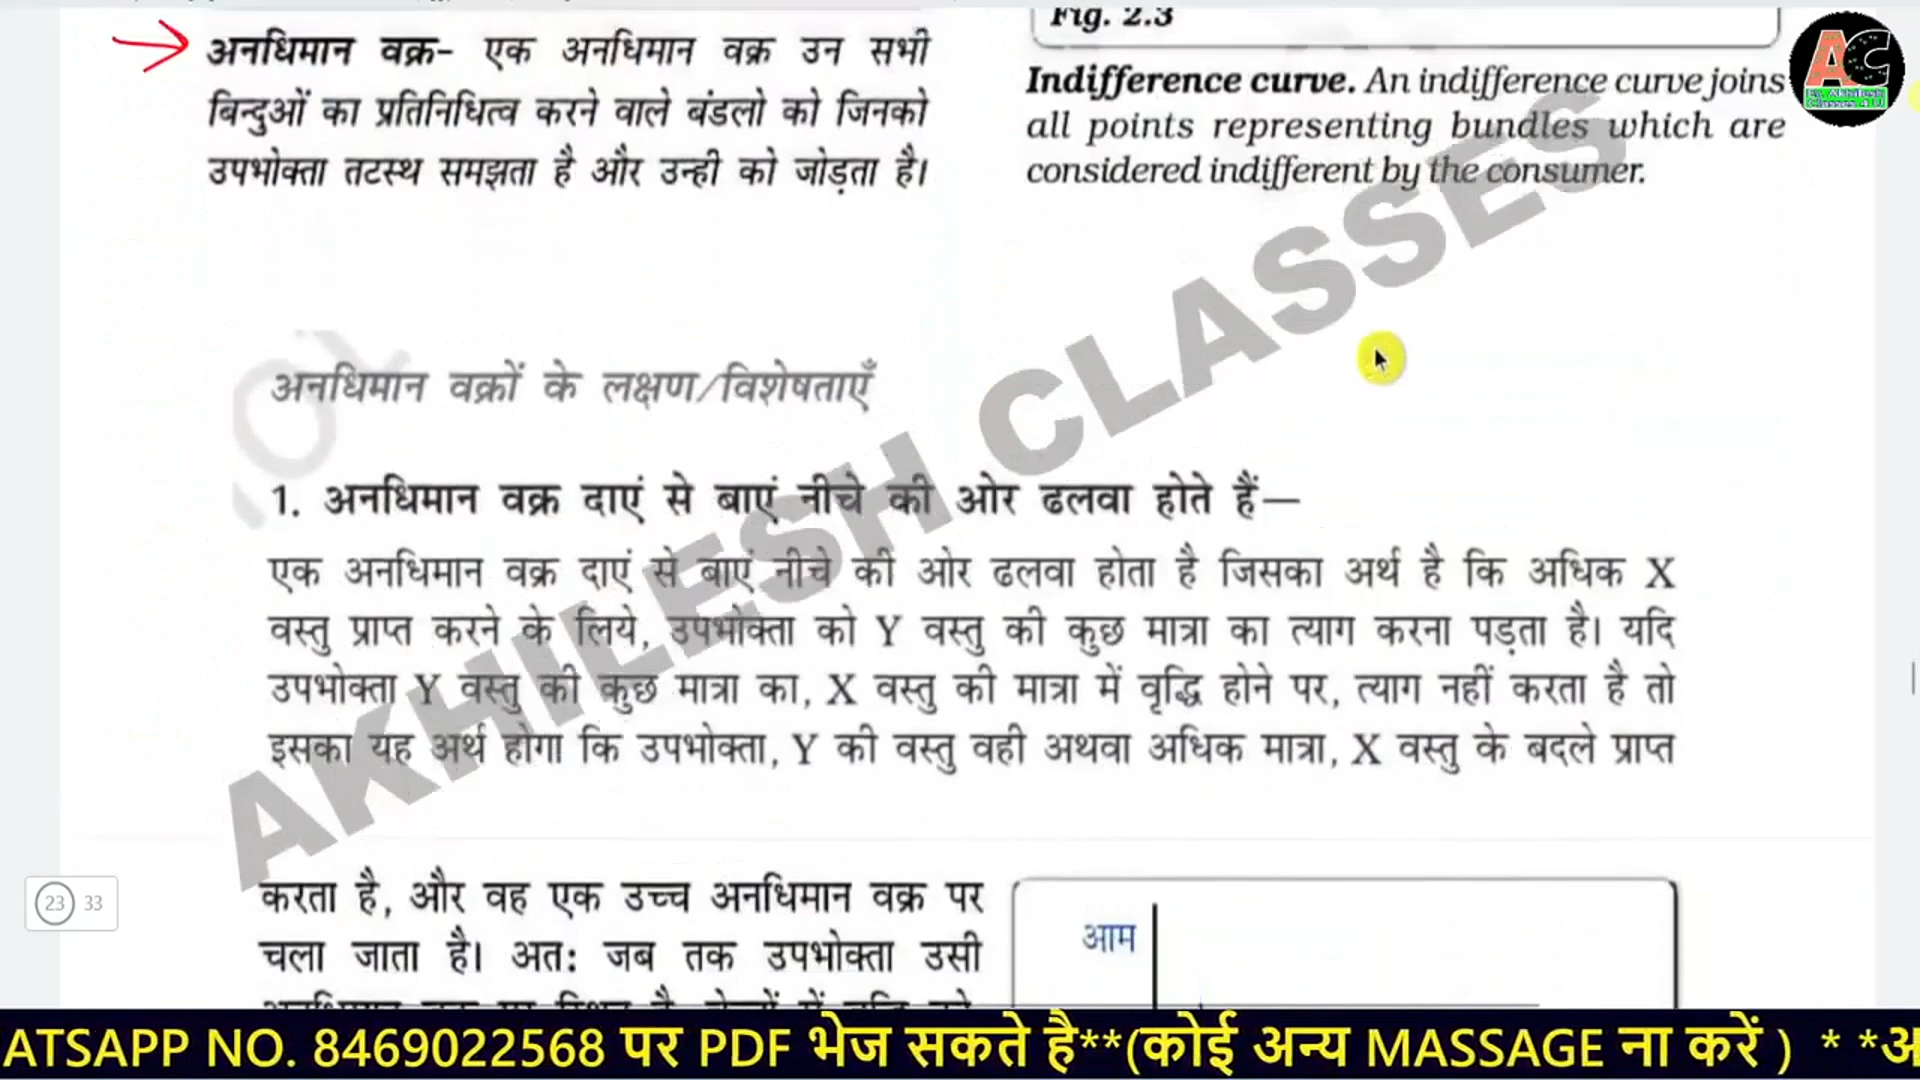 Fig. 2.3
अनधिमान वक्र- एक अनधिमान वक्र उन सभी
बिन्दुओं का प्रतिनिधित्व करने वाले बंडलो को जिनको
उपभोक्ता तटस्थ समझता है और उन्ही को जोड़ता है।
Indifference curve. An indifference curve joins
all points representing bundles which are
considered indifferent by the consumer.
AC
Er. Akhilesh
Classes 4 U
अनधिमान वक्रों के लक्षण/विशेषताएँ
1. अनधिमान वक्र दाएं से बाएं नीचे की ओर ढलवा होते हैं—
एक अनधिमान वक्र दाएं से बाएं नीचे की ओर ढलवा होता है जिसका अर्थ है कि अधिक X
वस्तु प्राप्त करने के लिये, उपभोक्ता को Y वस्तु की कुछ मात्रा का त्याग करना पड़ता है। यदि
उपभोक्ता Y वस्तु की कुछ मात्रा का, X वस्तु की मात्रा में वृद्धि होने पर, त्याग नहीं करता है तो
इसका यह अर्थ होगा कि उपभोक्ता, Y की वस्तु वही अथवा अधिक मात्रा, X वस्तु के बदले प्राप्त
AKHILESH CLASSES
करता है, और वह एक उच्च अनधिमान वक्र पर
चला जाता है। अतः जब तक उपभोक्ता उसी
आम
23 33
ATSAPP NO. 8469022568 पर PDF भेज सकते है**(कोई अन्य MASSAGE ना करें ) * *अ